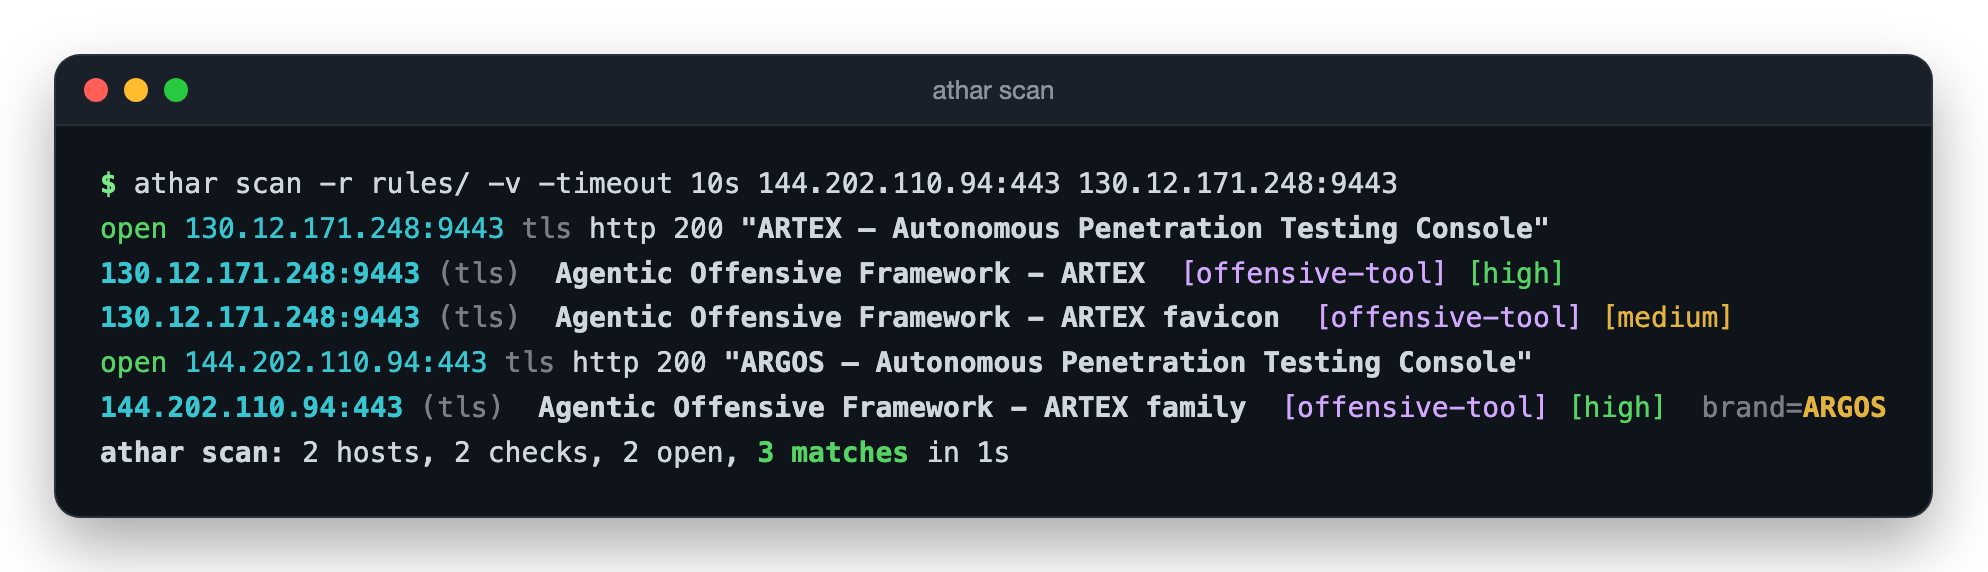 athar scan
$ athar scan -r rules/ -v -timeout 10s 144.202.110.94:443 130.12.171.248:9443
open 130.12.171.248:9443 tls http 200 "ARTEX — Autonomous Penetration Testing Console"
130.12.171.248:9443 (tls)  Agentic Offensive Framework - ARTEX  [offensive-tool] [high]
130.12.171.248:9443 (tls)  Agentic Offensive Framework - ARTEX favicon  [offensive-tool] [medium]
open 144.202.110.94:443 tls http 200 "ARGOS — Autonomous Penetration Testing Console"
144.202.110.94:443 (tls)  Agentic Offensive Framework - ARTEX family  [offensive-tool] [high]  brand=ARGOS
athar scan: 2 hosts, 2 checks, 2 open, 3 matches in 1s